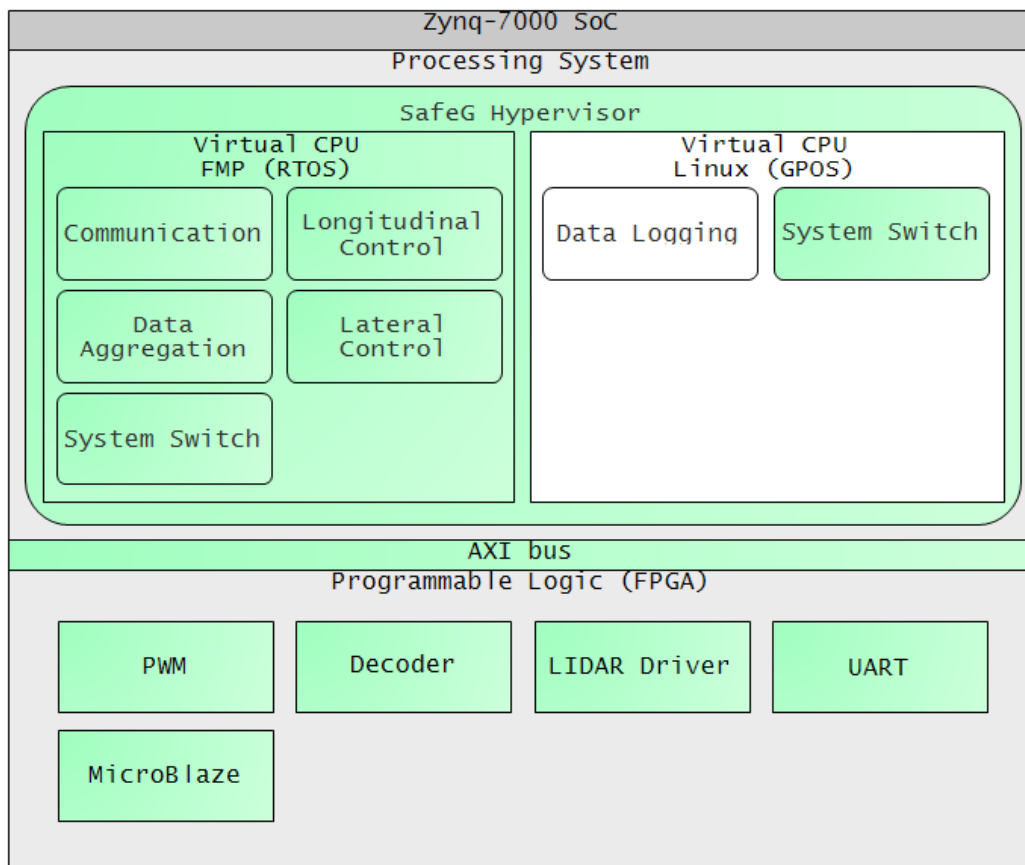 Zynq-7000 SoC
Processing System
SafeG Hypervisor
Virtual CPU
FMP (RTOS)
Communication
Longitudinal
Control
Data
Aggregation
Lateral
Control
System Switch
Virtual CPU
Linux (GPOS)
Data Logging
System Switch
AXI bus
Programmable Logic (FPGA)
PWM
Decoder
LIDAR Driver
UART
MicroBlaze